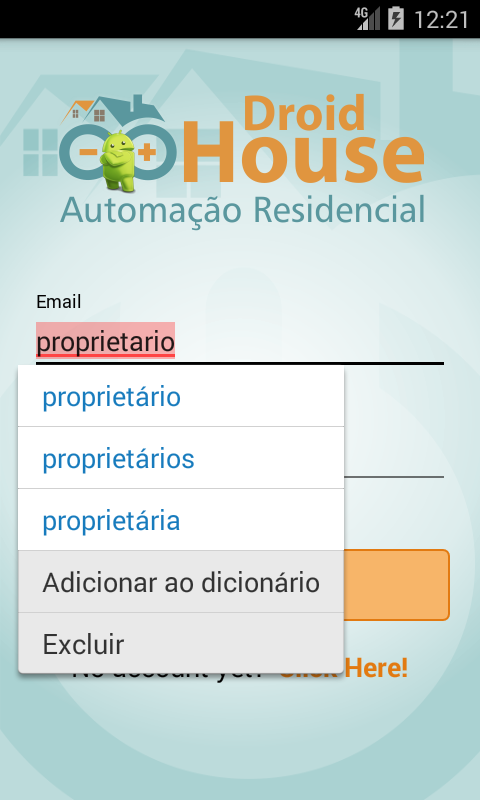 4G 12:21
Droid
House
Automação Residencial
Email
proprietario
proprietário
proprietários
proprietária
Adicionar ao dicionário
Excluir
No account yet? Click Here!